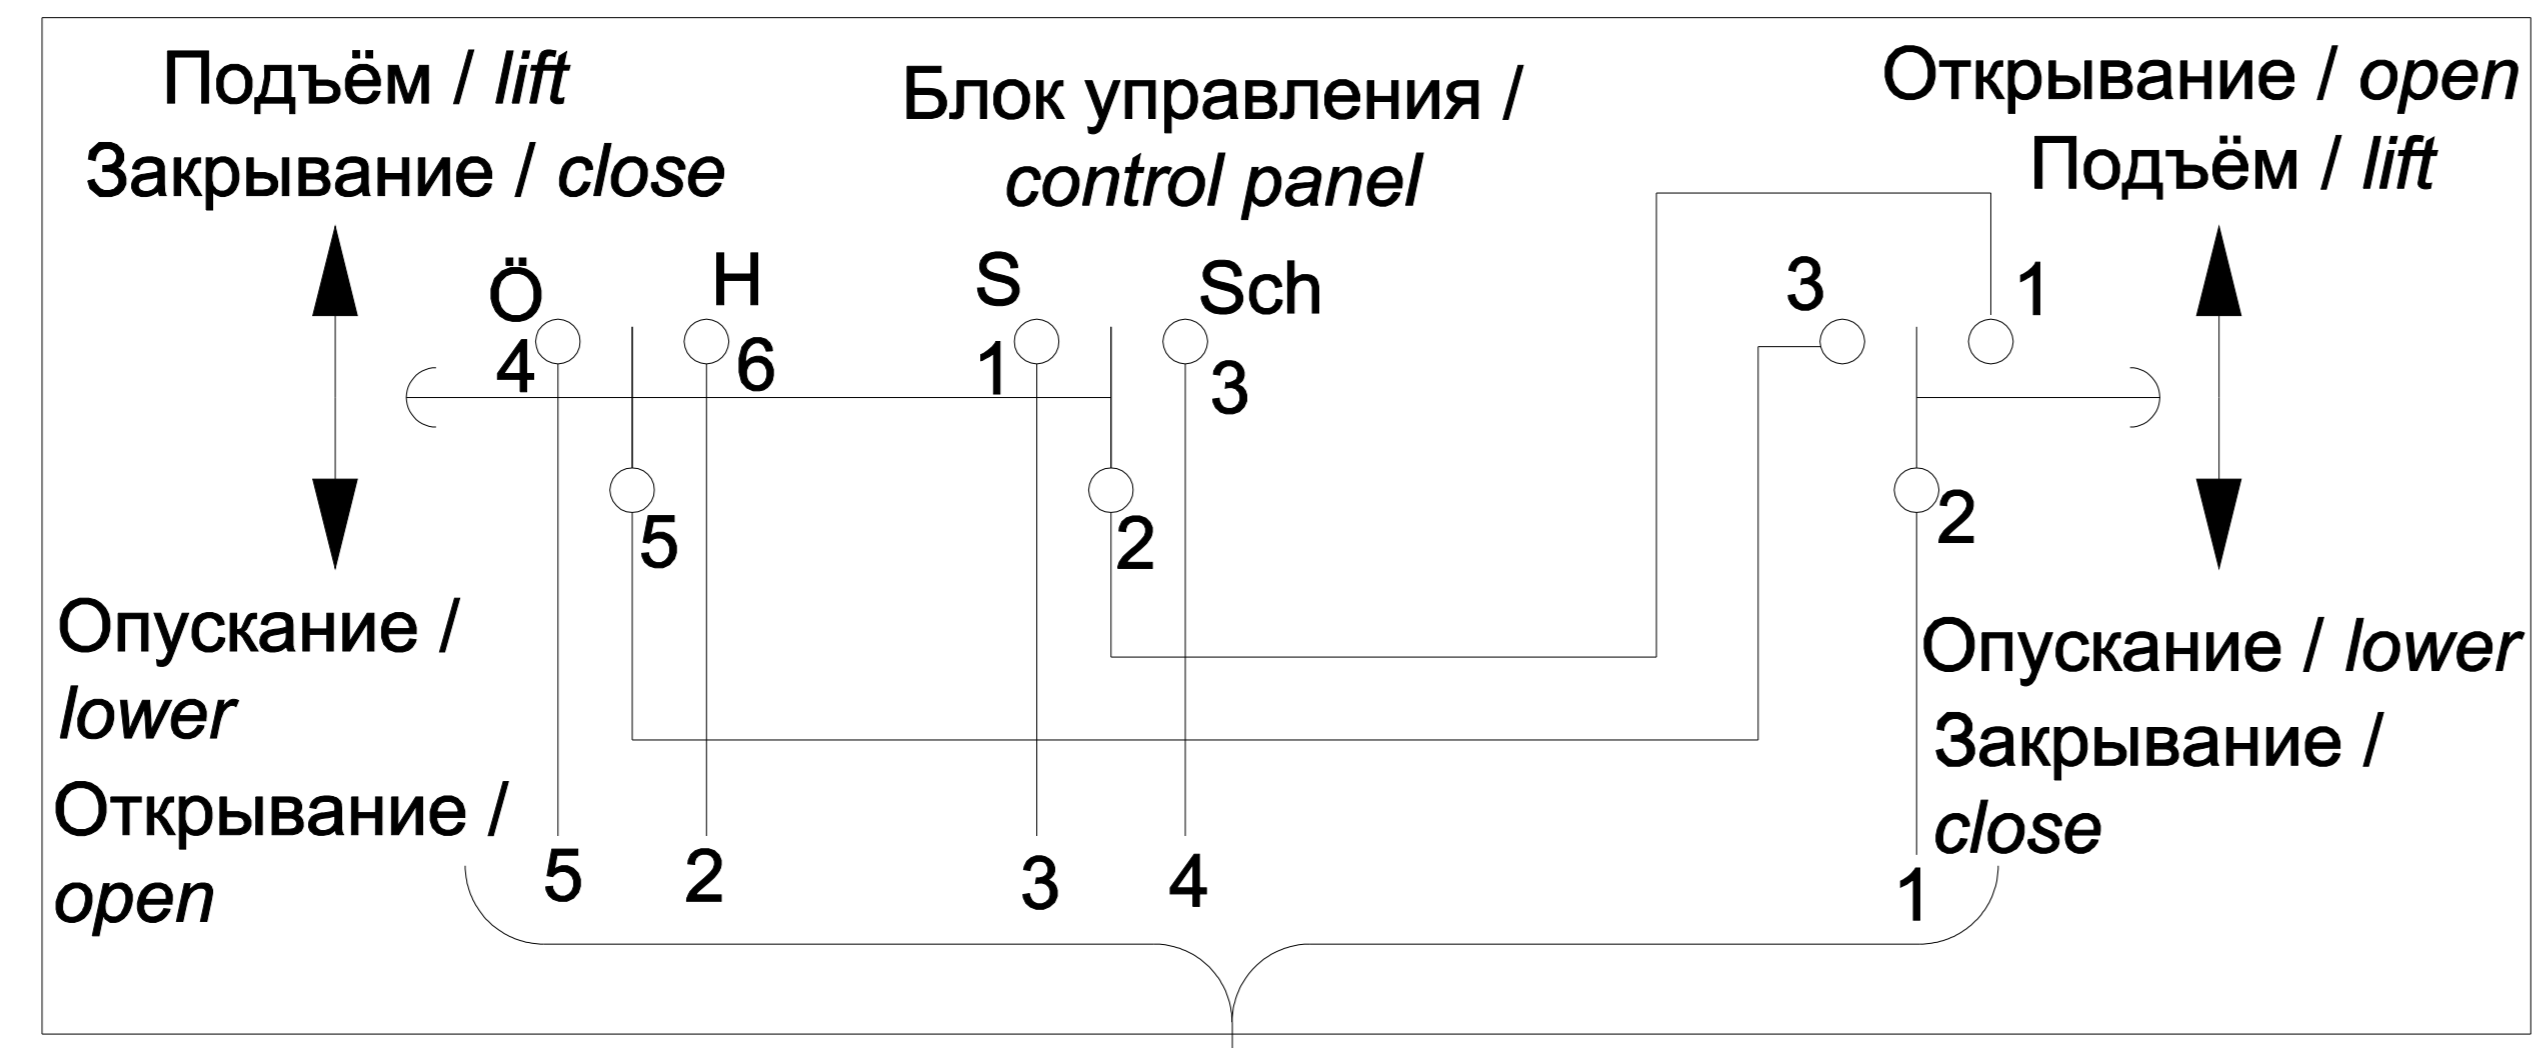 Подъём / lift
Закрывание / close
Блок управления /
control panel
Открывание / open
Подъём / lift
Ö
H
S
Sch
3
1
4
6
1
3
5
2
2
Опускание /
lower
Открывание /
open
Опускание / lower
Закрывание /
close
5
2
3
4
1